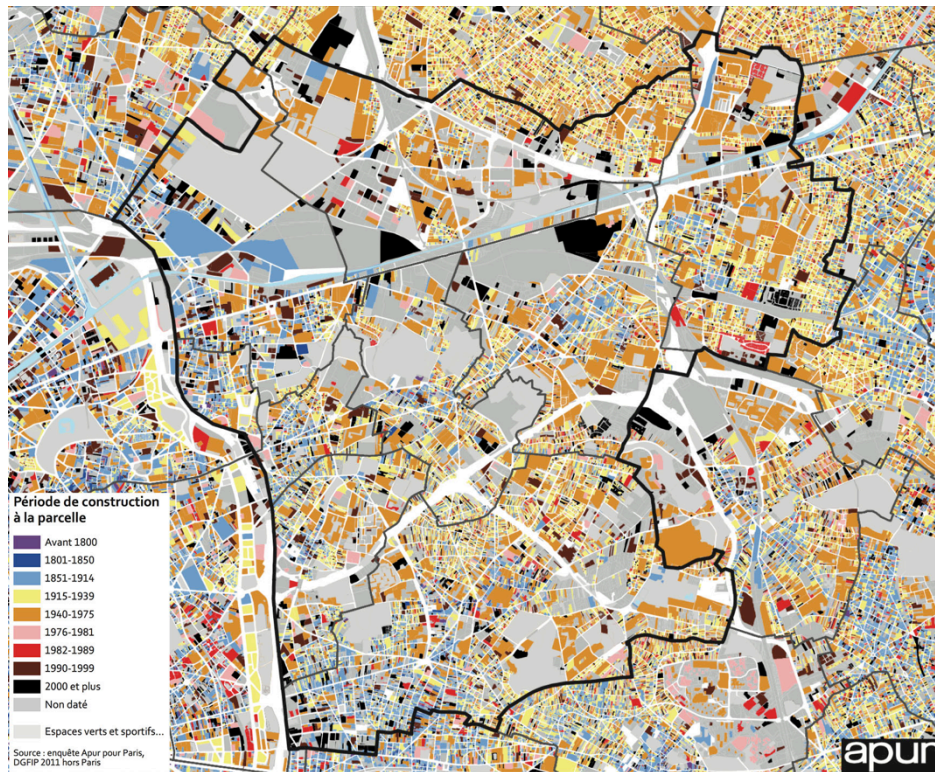 Période de construction
à la parcelle
Avant 1800
1801-1850
1851-1914
1915-1939
1940-1975
1976-1981
1982-1989
1990-1999
2000 et plus
Non daté
Espaces verts et sportifs...
Source : enquête Apur pour Paris,
DGFIP 2011 hors Paris
apur